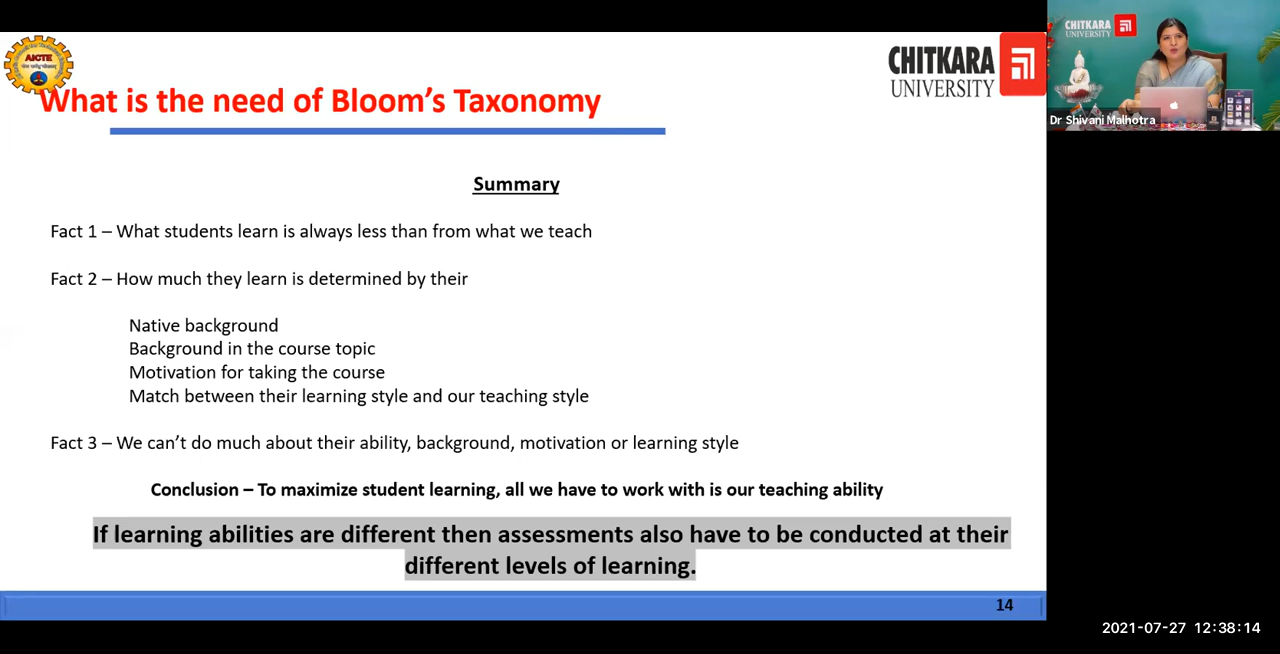 AICTE
CHITKARA
UNIVERSITY
CHITKARA
UNIVERSITY
What is the need of Bloom's Taxonomy
Dr Shivani Malhotra
Summary
Fact 1 – What students learn is always less than from what we teach
Fact 2 – How much they learn is determined by their
Native background
Background in the course topic
Motivation for taking the course
Match between their learning style and our teaching style
Fact 3 – We can't do much about their ability, background, motivation or learning style
Conclusion – To maximize student learning, all we have to work with is our teaching ability
If learning abilities are different then assessments also have to be conducted at their
different levels of learning.
14
2021-07-27 12:38:14